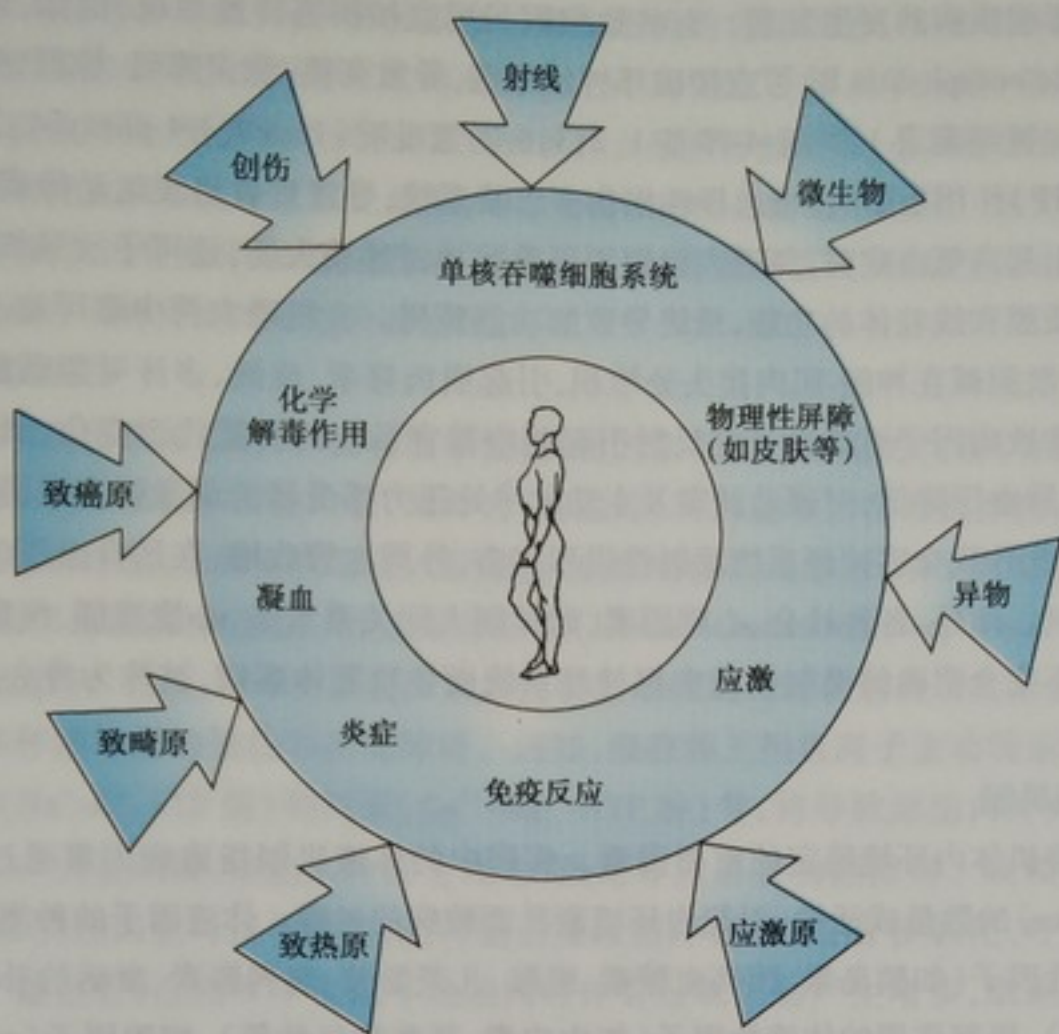 射线
创伤
微生物
单核吞噬细胞系统
化学
解毒作用
物理性屏障
(如皮肤等)
致癌原
凝血
异物
应激
致畸原
炎症
免疫反应
致热原
应激原